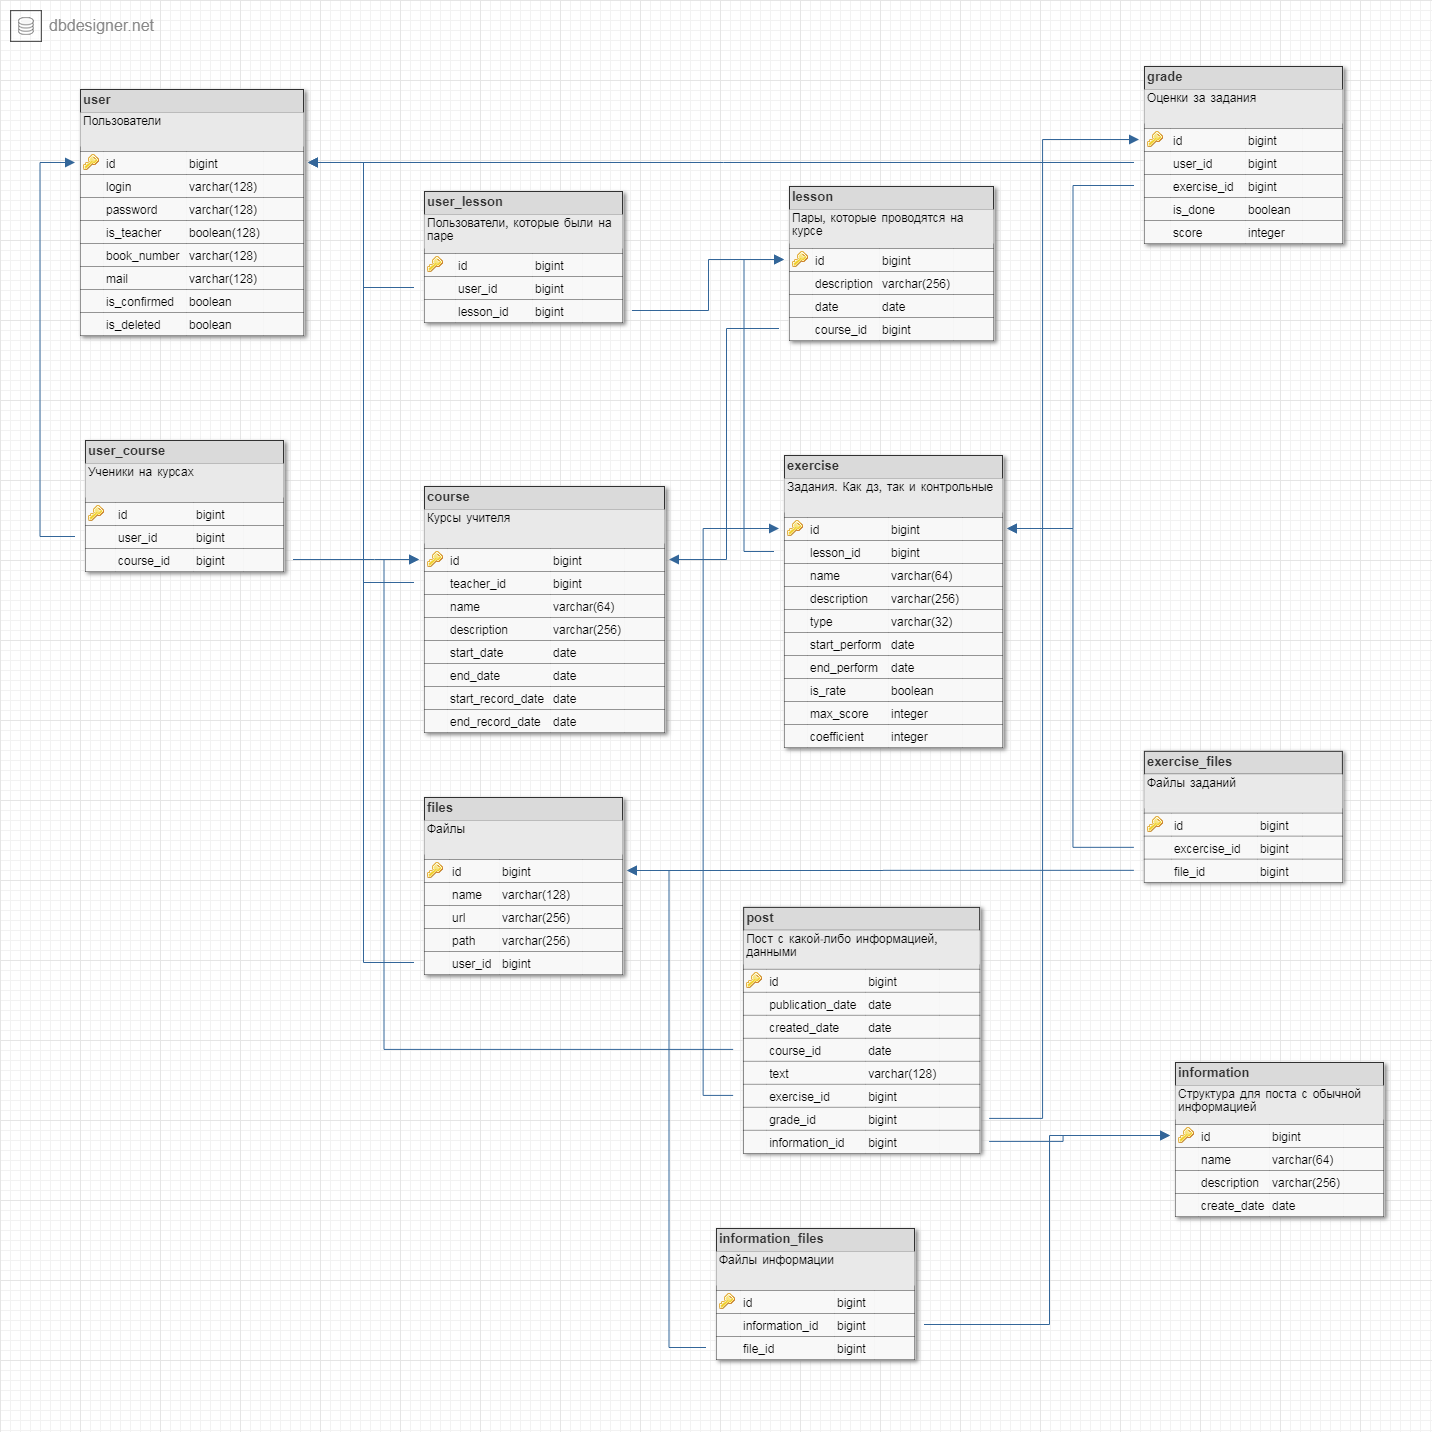 dbdesigner.net
user
Пользователи
id bigint
login varchar(128)
password varchar(128)
is_teacher boolean(128)
book_number varchar(128)
mail varchar(128)
is_confirmed boolean
is_deleted boolean
user_lesson
Пользователи, которые были на
паре
id bigint
user_id bigint
lesson_id bigint
lesson
Пары, которые проводятся на
курсе
id bigint
description varchar(256)
date date
course_id bigint
grade
Оценки за задания
id bigint
user_id bigint
exercise_id bigint
is_done boolean
score integer
user_course
Ученики на курсах
id bigint
user_id bigint
course_id bigint
course
Курсы учителя
id bigint
teacher_id bigint
name varchar(64)
description varchar(256)
start_date date
end_date date
start_record_date date
end_record_date date
exercise
Задания. Как дз, так и контрольные
id bigint
lesson_id bigint
name varchar(64)
description varchar(256)
type varchar(32)
start_perform date
end_perform date
is_rate boolean
max_score integer
coefficient integer
exercise_files
Файлы заданий
id bigint
excercise_id bigint
file_id bigint
files
Файлы
id bigint
name varchar(128)
url varchar(256)
path varchar(256)
user_id bigint
post
Пост с какой-либо информацией,
данными
id bigint
publication_date date
created_date date
course_id date
text varchar(128)
exercise_id bigint
grade_id bigint
information_id bigint
information
Структура для поста с обычной
информацией
id bigint
name varchar(64)
description varchar(256)
create_date date
information_files
Файлы информации
id bigint
information_id bigint
file_id bigint